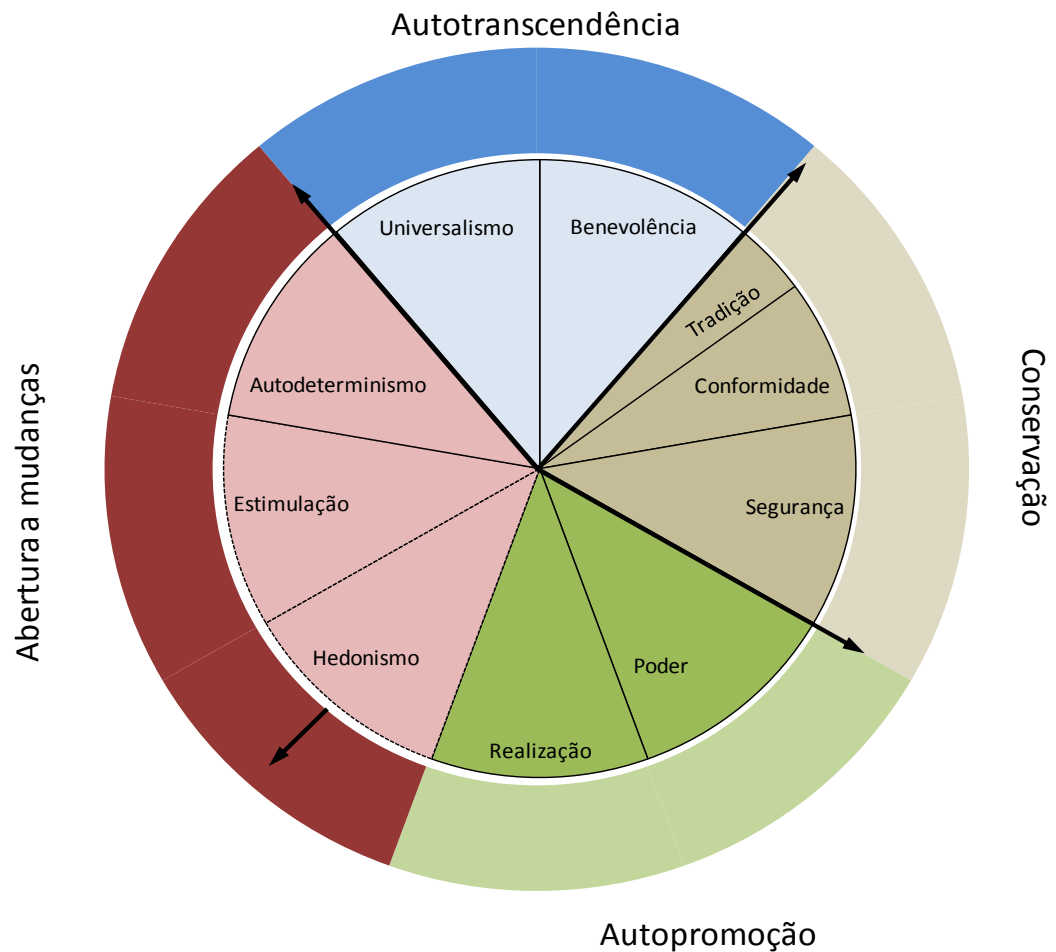 Autotranscendência
Universalismo
Benevolência
Tradição
Autodeterminismo
Conformidade
Estimulação
Segurança
Hedonismo
Poder
Realização
Abertura a mudanças
Conservação
Autopromoção